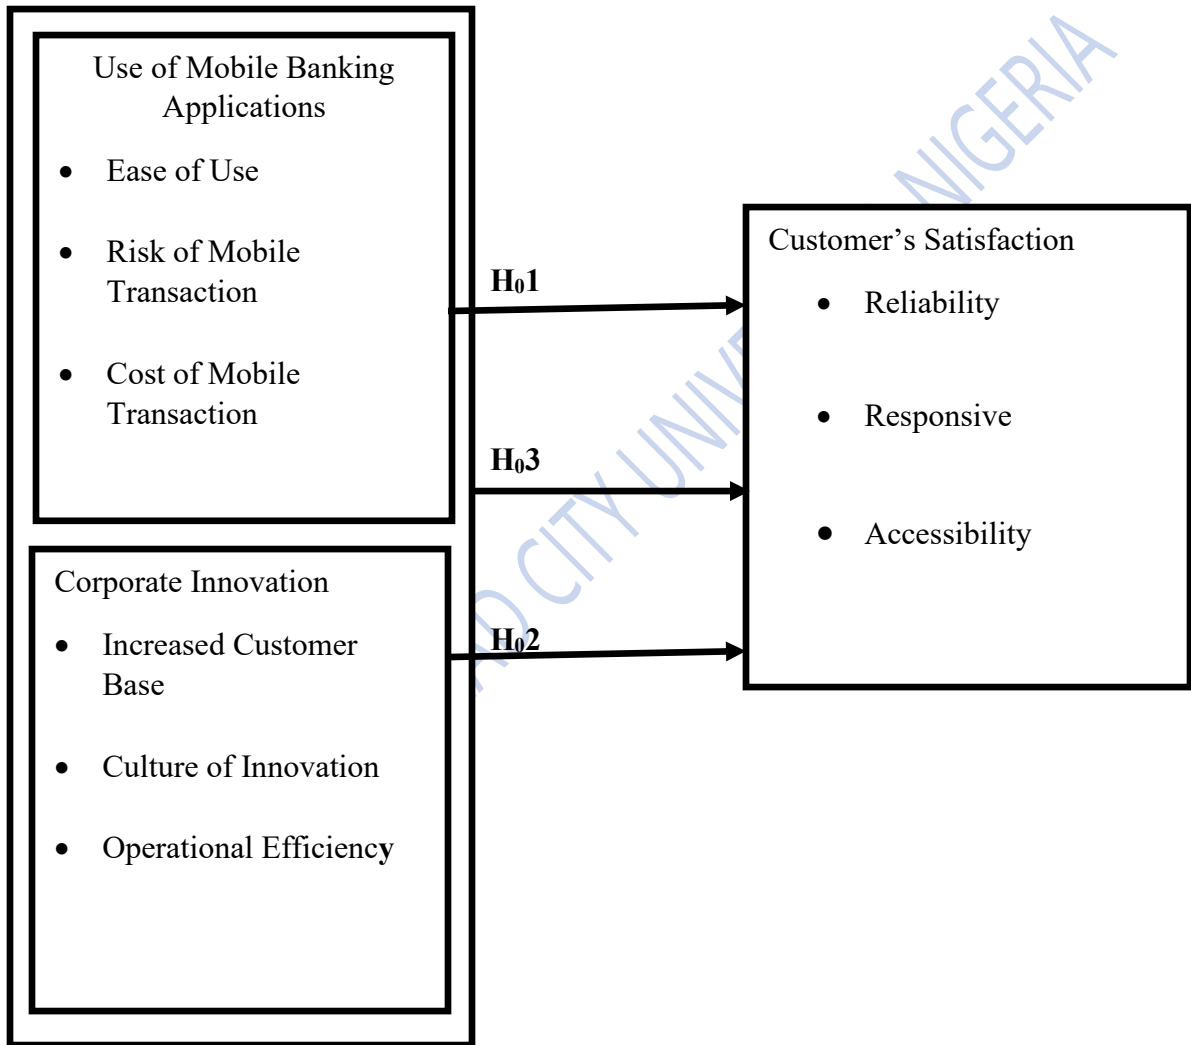 Use of Mobile Banking
Applications
• Ease of Use
• Risk of Mobile
Transaction
• Cost of Mobile
Transaction
Corporate Innovation
• Increased Customer
Base
• Culture of Innovation
• Operational Efficiency
H₀1
H₀3
H₀2
Customer’s Satisfaction
• Reliability
• Responsive
• Accessibility
CITY
NIGERIA